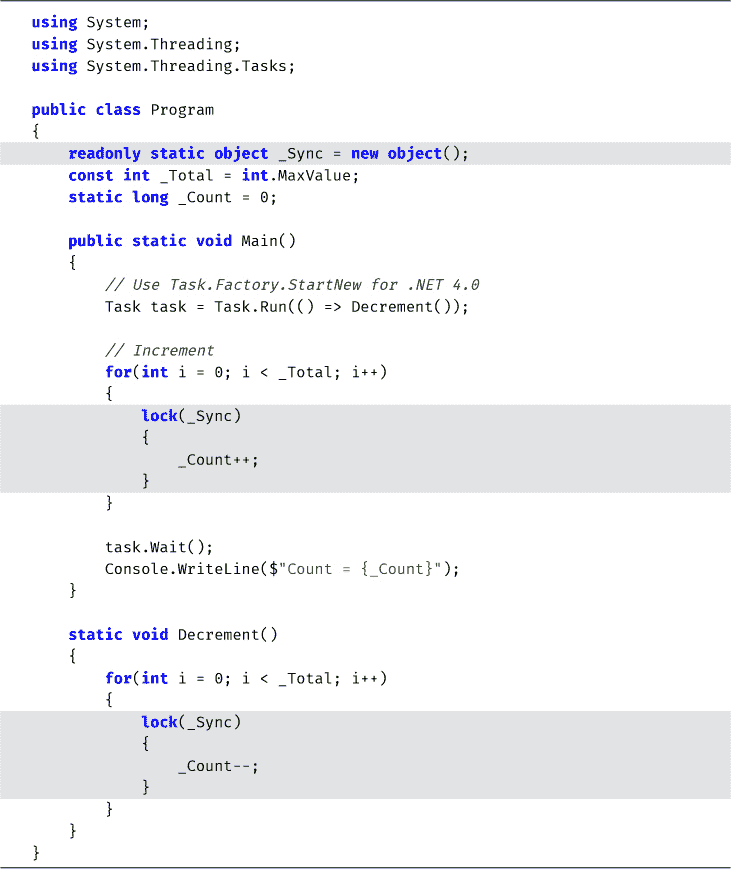 using System;
using System.Threading;
using System.Threading.Tasks;

public class Program
{
    readonly static object _Sync = new object();
    const int _Total = int.MaxValue;
    static long _Count = 0;

    public static void Main()
    {
        // Use Task.Factory.StartNew for .NET 4.0
        Task task = Task.Run(() => Decrement());

        // Increment
        for(int i = 0; i < _Total; i++)
        {
            lock(_Sync)
            {
                _Count++;
            }
        }

        task.Wait();
        Console.WriteLine($"Count = {_Count}");
    }

    static void Decrement()
    {
        for(int i = 0; i < _Total; i++)
        {
            lock(_Sync)
            {
                _Count--;
            }
        }
    }
}